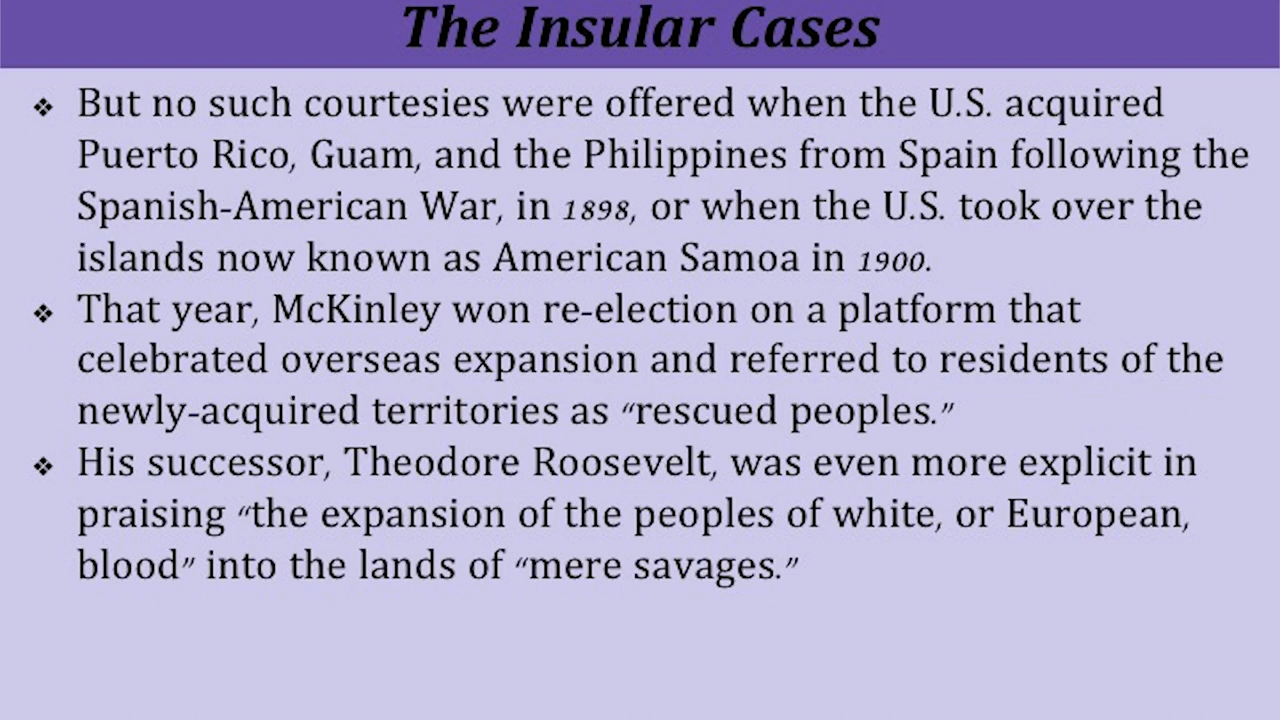 The Insular Cases
❖ But no such courtesies were offered when the U.S. acquired
Puerto Rico, Guam, and the Philippines from Spain following the
Spanish-American War, in 1898, or when the U.S. took over the
islands now known as American Samoa in 1900.
❖ That year, McKinley won re-election on a platform that
celebrated overseas expansion and referred to residents of the
newly-acquired territories as “rescued peoples.”
❖ His successor, Theodore Roosevelt, was even more explicit in
praising “the expansion of the peoples of white, or European,
blood” into the lands of “mere savages.”